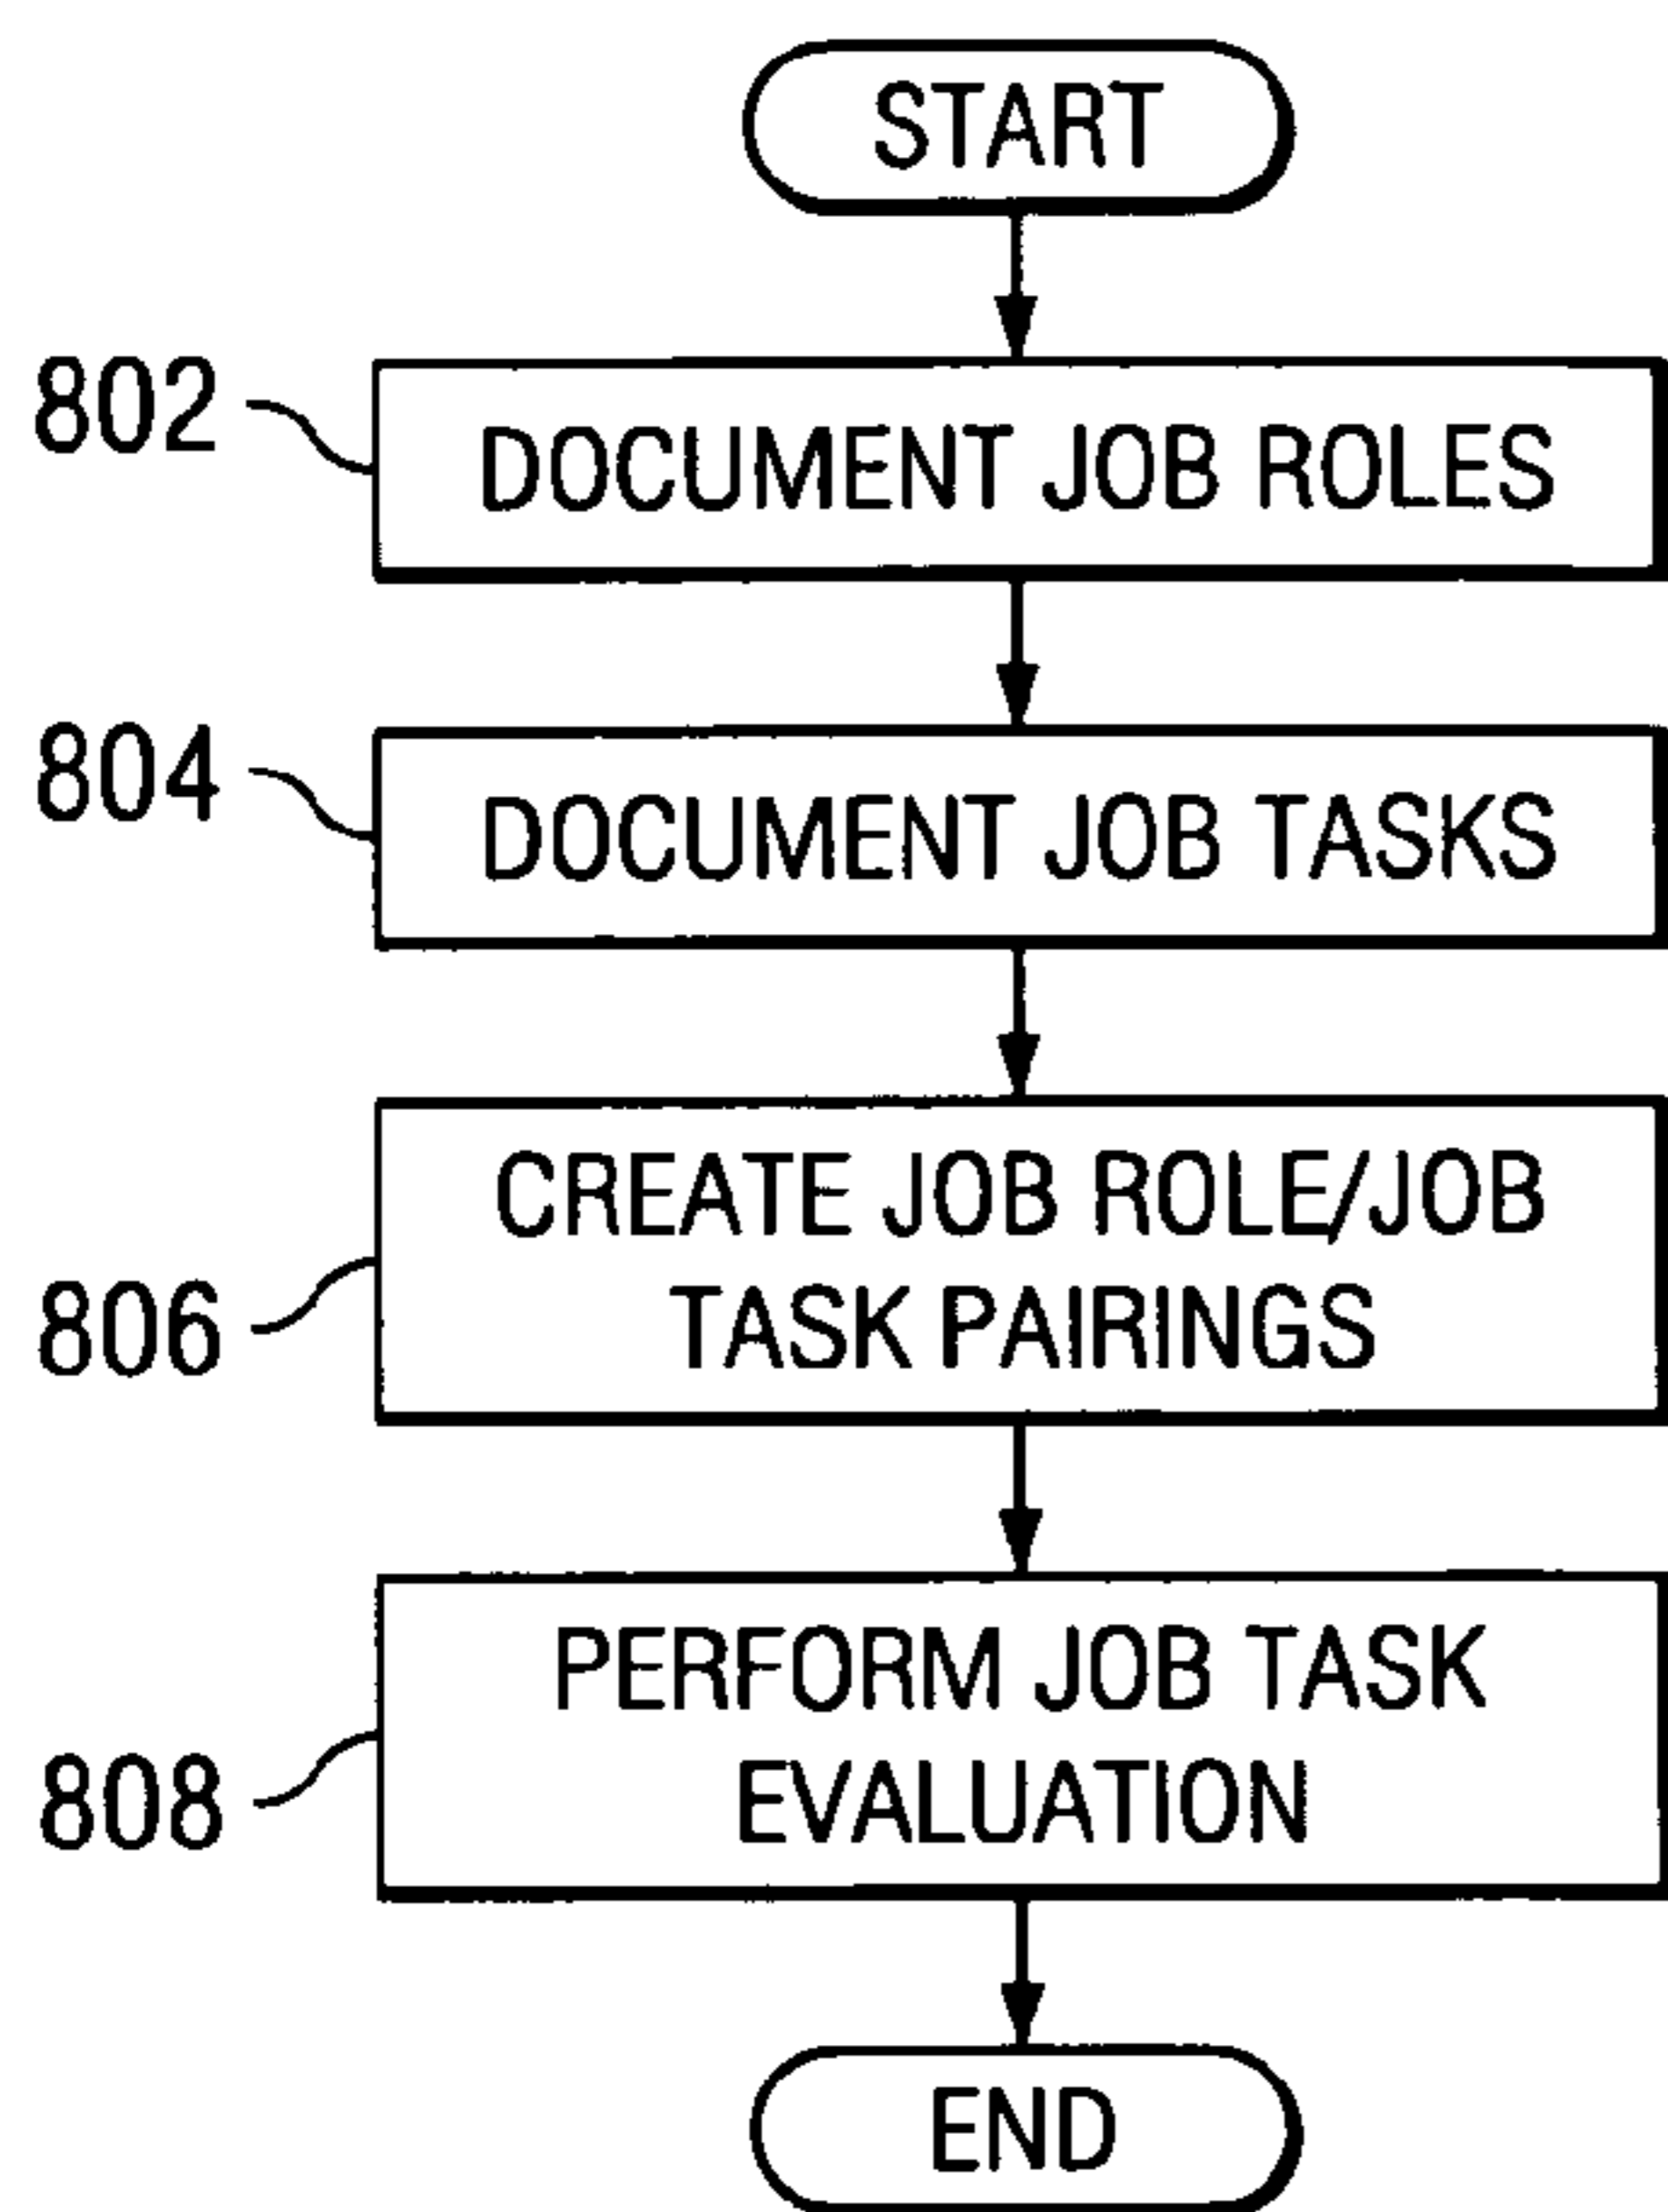 START
802
DOCUMENT JOB ROLES
804
DOCUMENT JOB TASKS
CREATE JOB ROLE/JOB
TASK PAIRINGS
806
PERFORM JOB TASK
EVALUATION
808
END